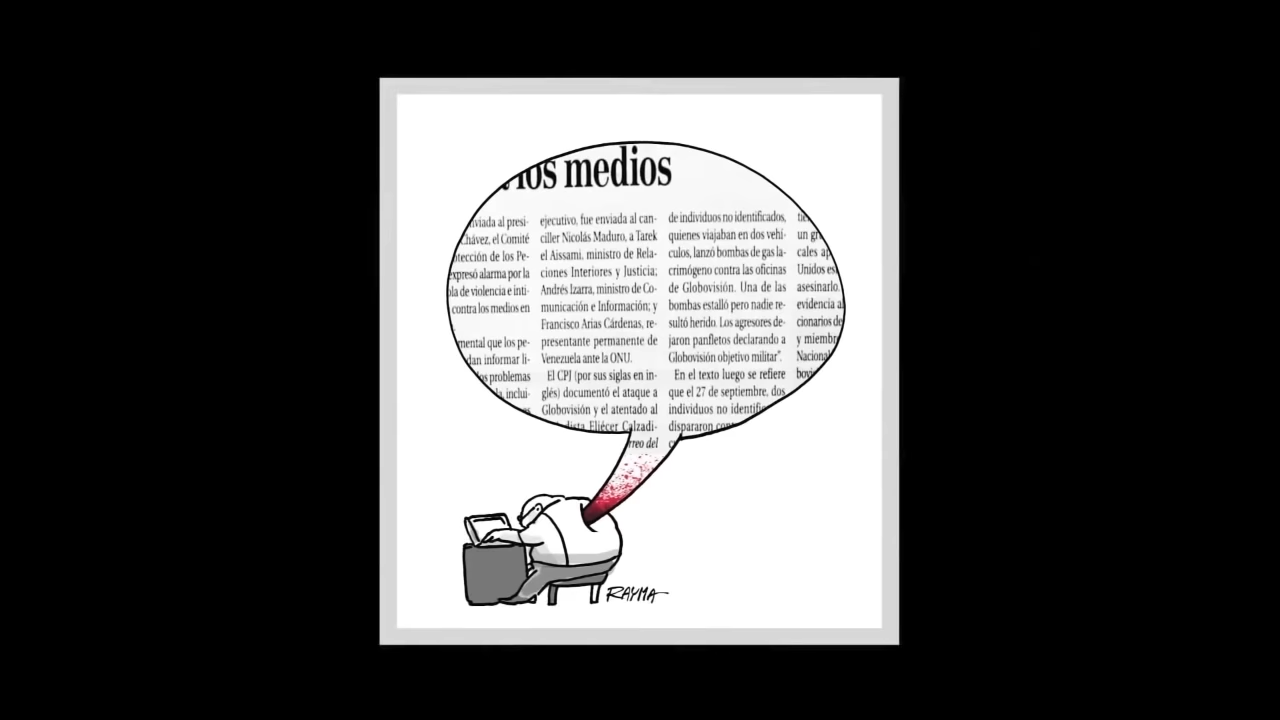 los medios
enviada al presi-
Chávez, el Comité
otección de los Pe-
expresó alarma por la
ola de violencia e inti-
contra los medios en
mental que los pe-
dan informar li-
los problemas
inclui-
ejecutivo, fue enviada al can-
ciller Nicolás Maduro, a Tarek
el Aissami, ministro de Rela-
ciones Interiores y Justicia;
Andrés Izarra, ministro de Co-
municación e Información; y
Francisco Arias Cárdenas, re-
presentante permanente de
Venezuela ante la ONU.
El CPJ (por sus siglas en in-
glés) documentó el ataque a
Globovisión y el atentado al
dista Eliécer Calzadi-
rreo del
de individuos no identificados,
quienes viajaban en dos vehí-
culos, lanzó bombas de gas la-
crimógeno contra las oficinas
de Globovisión. Una de las
bombas estalló pero nadie re-
sultó herido. Los agresores de-
jaron panfletos declarando a
Globovisión objetivo militar".
En el texto luego se refiere
que el 27 de septiembre, dos
individuos no identifi
dispararon con
un gr
cales ap
Unidos es
asesinarlo.
evidencia a
cionarios de
y miembr
Nacional
bovi
RAYMA